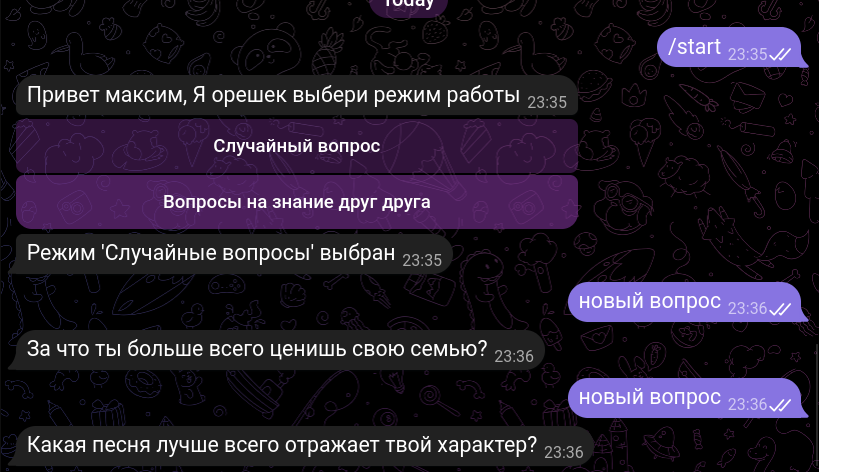 Today
/start 23:35
Привет максим, Я орешек выбери режим работы 23:35
Случайный вопрос
Вопросы на знание друг друга
Режим 'Случайные вопросы' выбран 23:35
новый вопрос 23:36
За что ты больше всего ценишь свою семью? 23:36
новый вопрос 23:36
Какая песня лучше всего отражает твой характер? 23:36